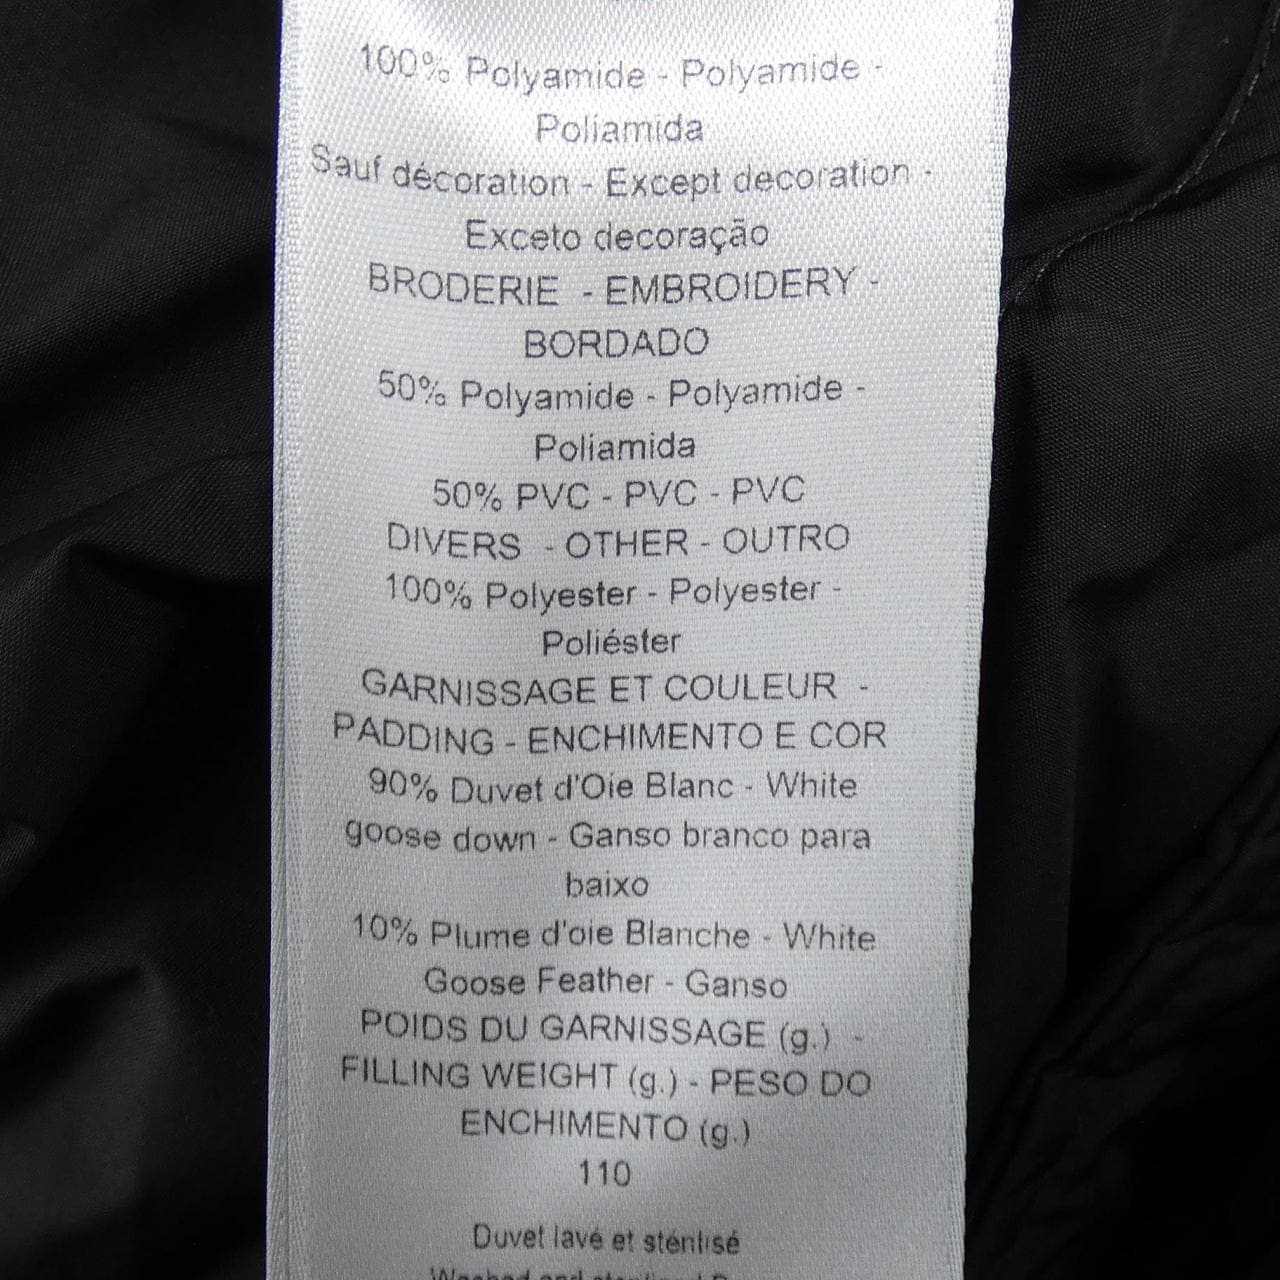 100% Polyamide - Polyamide -
Poliamida
Sauf décoration - Except decoration -
Exceto decoração
BRODERIE - EMBROIDERY -
BORDADO
50% Polyamide - Polyamide -
Poliamida
50% PVC - PVC - PVC
DIVERS - OTHER - OUTRO
100% Polyester - Polyester -
Poliéster
GARNISSAGE ET COULEUR -
PADDING - ENCHIMENTO E COR
90% Duvet d'Oie Blanc - White
goose down - Ganso branco para
baixo
10% Plume d'oie Blanche - White
Goose Feather - Ganso
POIDS DU GARNISSAGE (g.) -
FILLING WEIGHT (g.) - PESO DO
ENCHIMENTO (g.)
110
Duvet lavé et stérilisé
Washed and sterilized